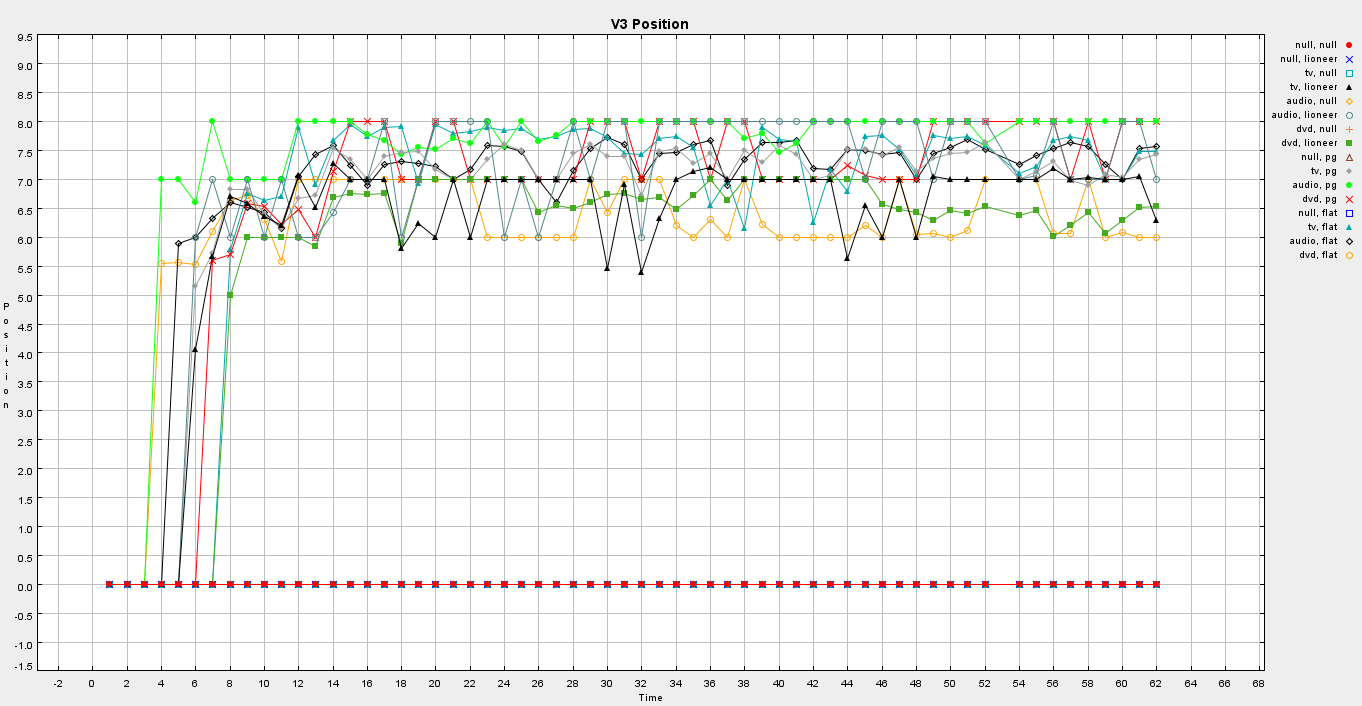 V3 Position
9.5
9.0
8.5
8.0
7.5
7.0
6.5
6.0
5.5
5.0
4.5
4.0
3.5
3.0
2.5
2.0
1.5
1.0
0.5
0.0
-0.5
-1.0
-1.5
Position
-2 0 2 4 6 8 10 12 14 16 18 20 22 24 26 28 30 32 34 36 38 40 42 44 46 48 50 52 54 56 58 60 62 64 66 68
Time
null, null
null, lioneer
tv, null
tv, lioneer
audio, null
audio, lioneer
dvd, null
dvd, lioneer
null, pg
tv, pg
audio, pg
dvd, pg
null, flat
tv, flat
audio, flat
dvd, flat